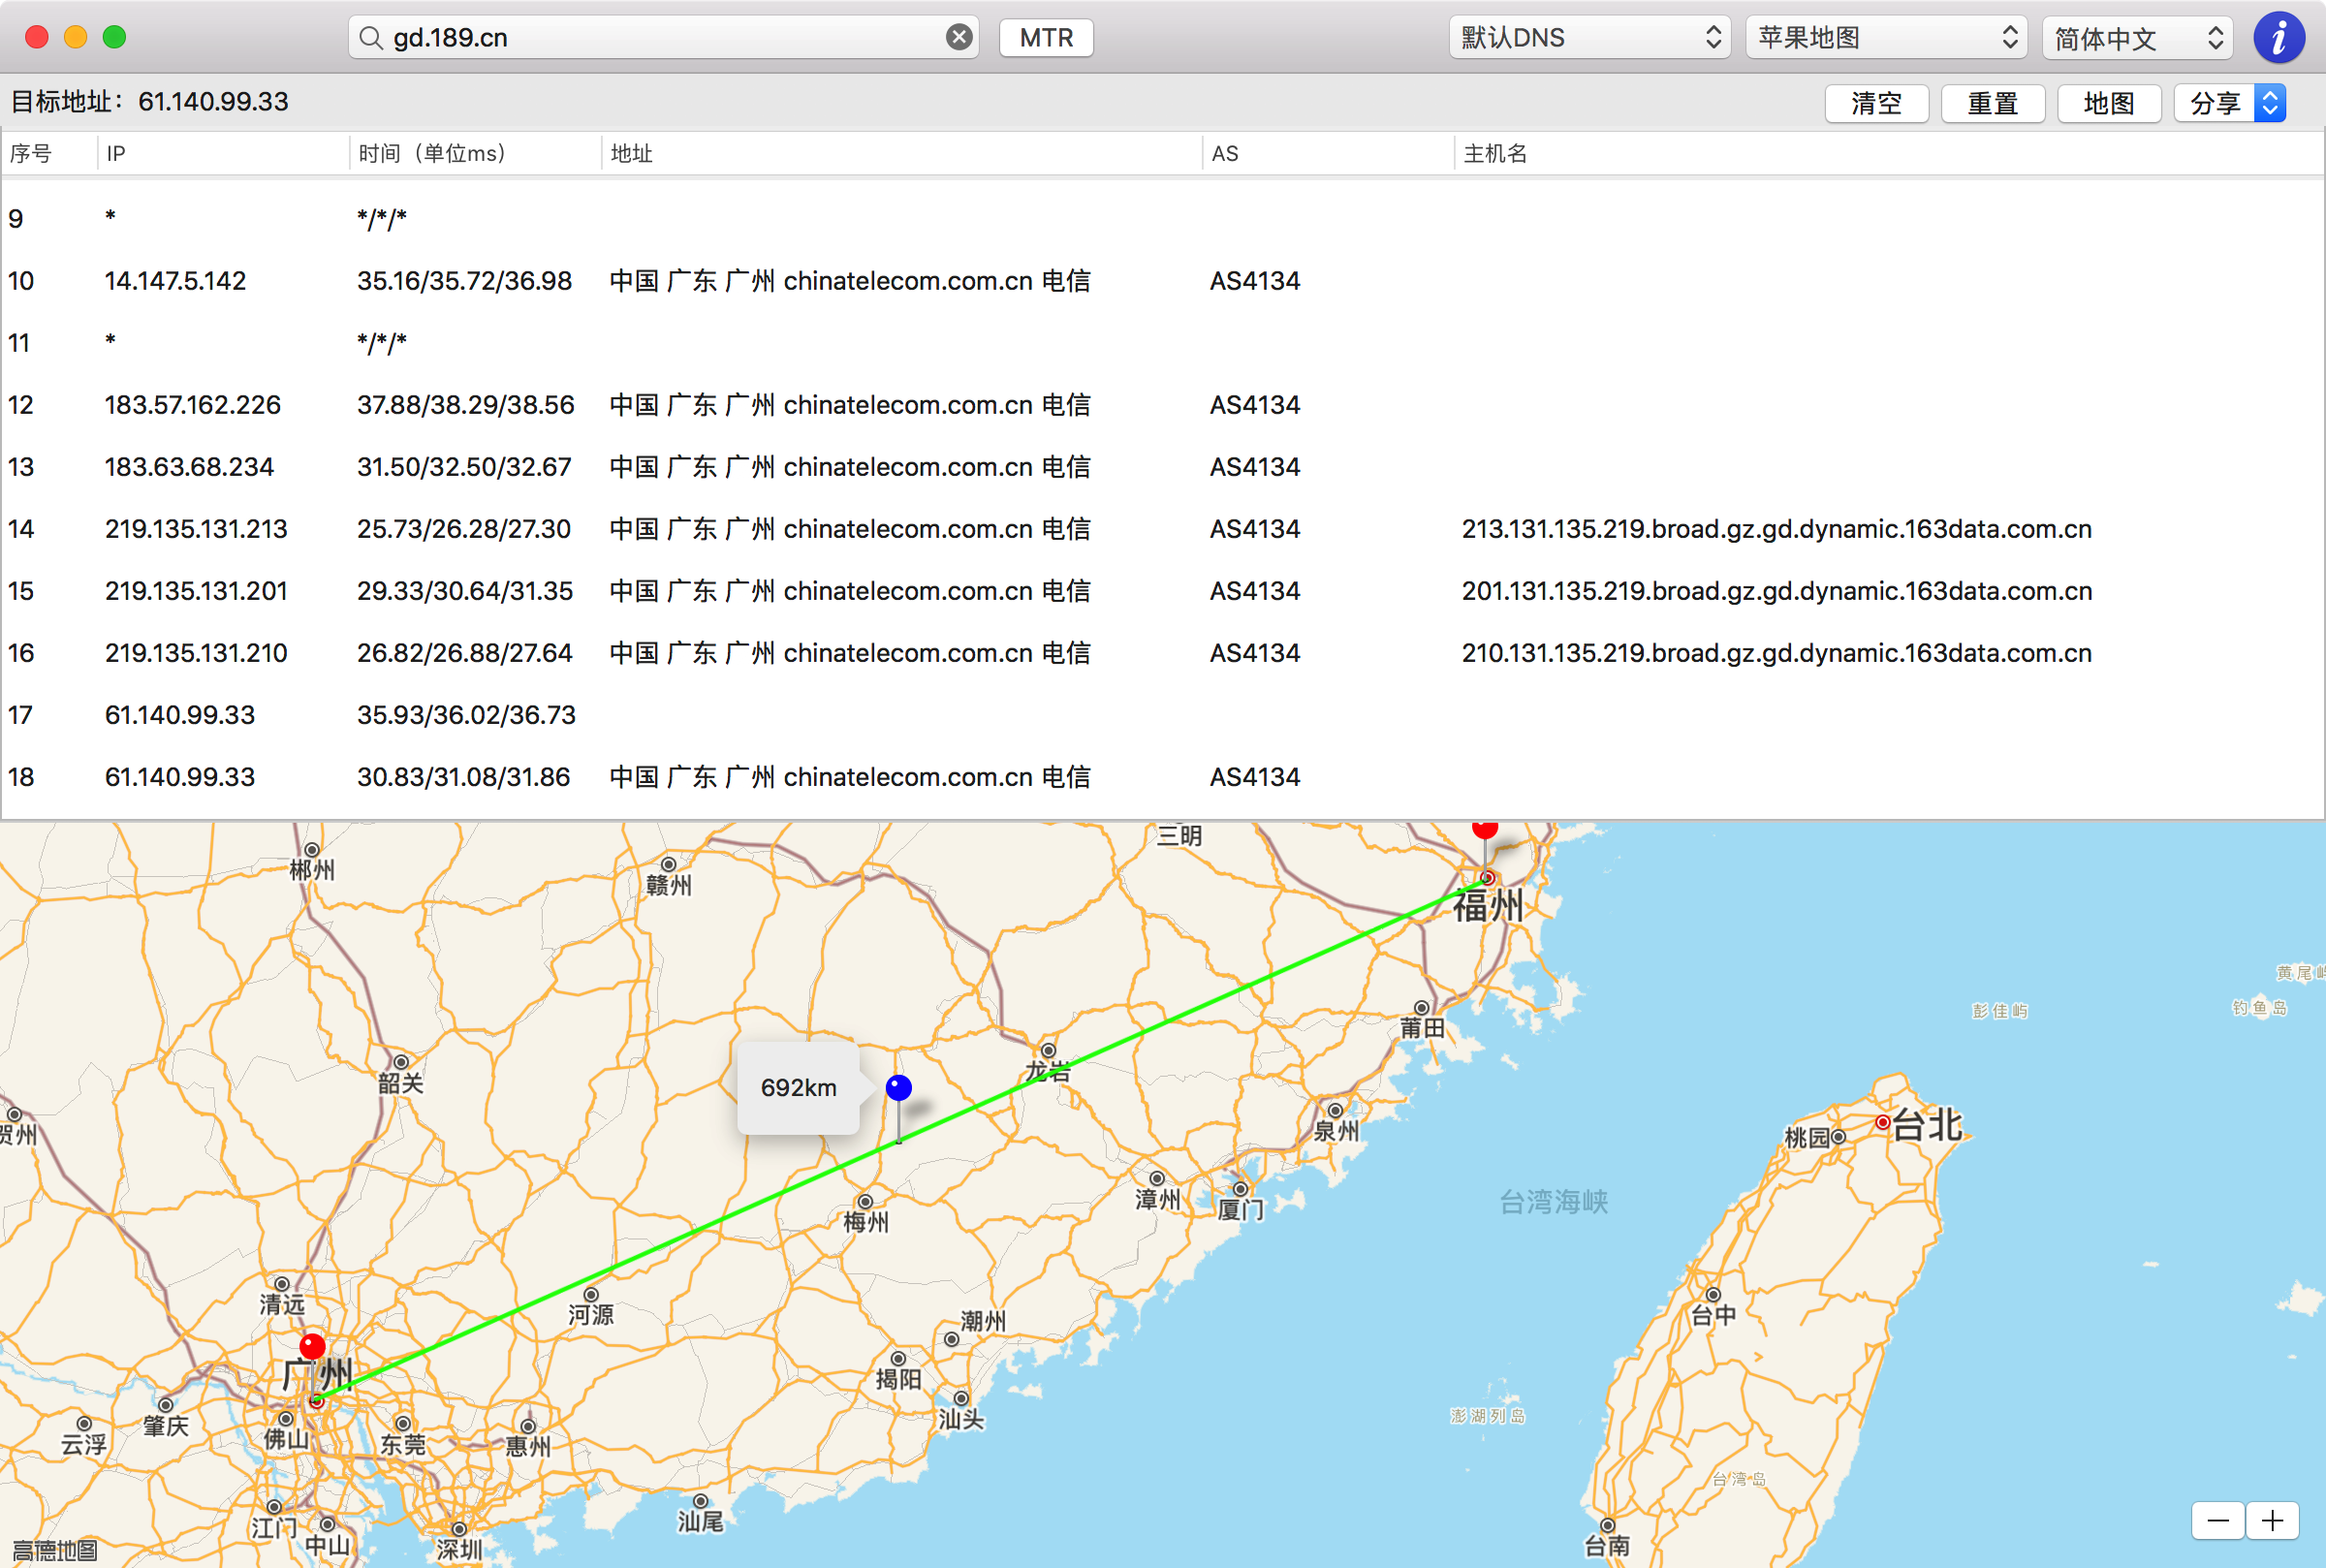 gd.189.cn MTR 默认DNS 苹果地图 简体中文 i
目标地址：61.140.99.33 清空 重置 地图 分享
序号 IP 时间（单位ms） 地址 AS 主机名
9 * */*/*
10 14.147.5.142 35.16/35.72/36.98 中国 广东 广州 chinatelecom.com.cn 电信 AS4134
11 * */*/*
12 183.57.162.226 37.88/38.29/38.56 中国 广东 广州 chinatelecom.com.cn 电信 AS4134
13 183.63.68.234 31.50/32.50/32.67 中国 广东 广州 chinatelecom.com.cn 电信 AS4134
14 219.135.131.213 25.73/26.28/27.30 中国 广东 广州 chinatelecom.com.cn 电信 AS4134 213.131.135.219.broad.gz.gd.dynamic.163data.com.cn
15 219.135.131.201 29.33/30.64/31.35 中国 广东 广州 chinatelecom.com.cn 电信 AS4134 201.131.135.219.broad.gz.gd.dynamic.163data.com.cn
16 219.135.131.210 26.82/26.88/27.64 中国 广东 广州 chinatelecom.com.cn 电信 AS4134 210.131.135.219.broad.gz.gd.dynamic.163data.com.cn
17 61.140.99.33 35.93/36.02/36.73
18 61.140.99.33 30.83/31.08/31.86 中国 广东 广州 chinatelecom.com.cn 电信 AS4134
三明
郴州
赣州
福州
黄尾屿
钓鱼岛
彭佳屿
莆田
龙岩
韶关
692km
台北
贺州
泉州
桃园
漳州
台湾海峡
厦门
梅州
清远
河源
潮州
台中
广州
揭阳
汕头
澎湖列岛
肇庆
云浮
佛山
东莞
惠州
台湾岛
汕尾
江门
中山
深圳
台南
高德地图